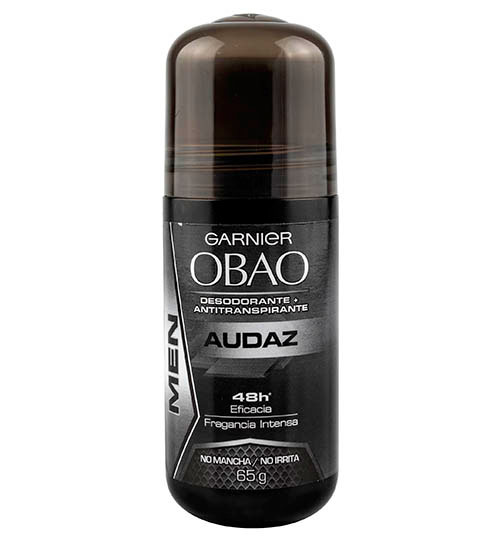 GARNIER
OBAO
DESODORANTE +
ANTITRANSPIRANTE
MEN
AUDAZ
48h*
Eficacia
Fragancia Intensa
NO MANCHA / NO IRRITA
65 g